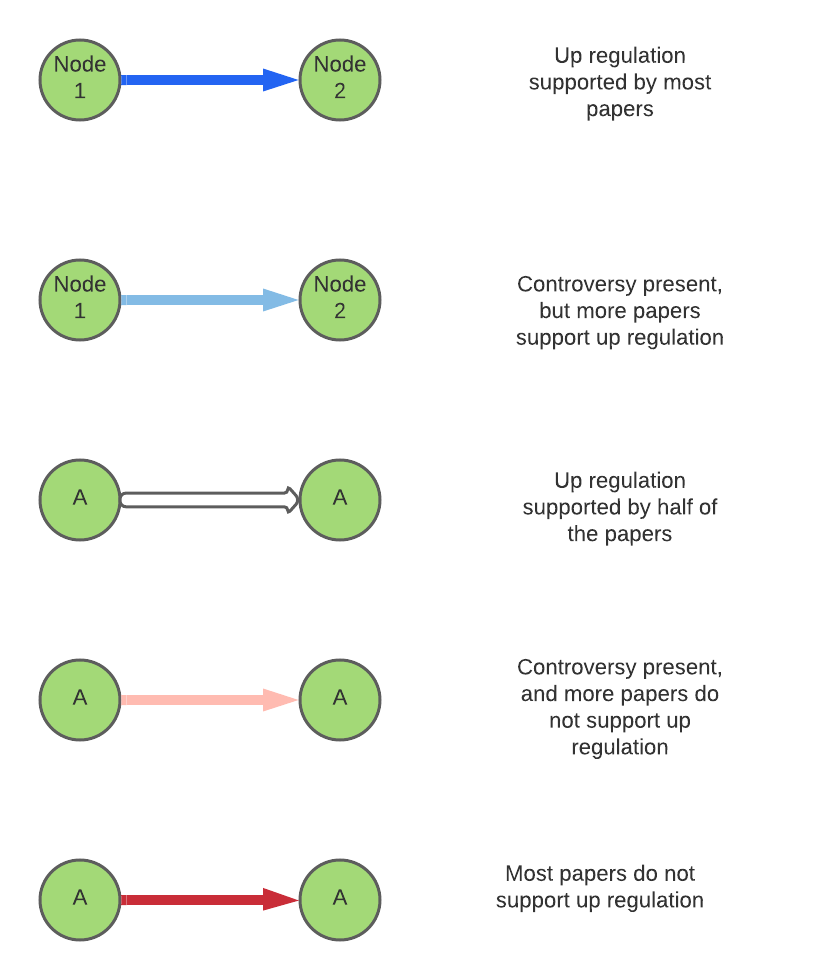 Node
1
Node
2
Up regulation
supported by most
papers
Node
1
Node
2
Controversy present,
but more papers
support up regulation
A
A
Up regulation
supported by half of
the papers
A
A
Controversy present,
and more papers do
not support up
regulation
A
A
Most papers do not
support up regulation